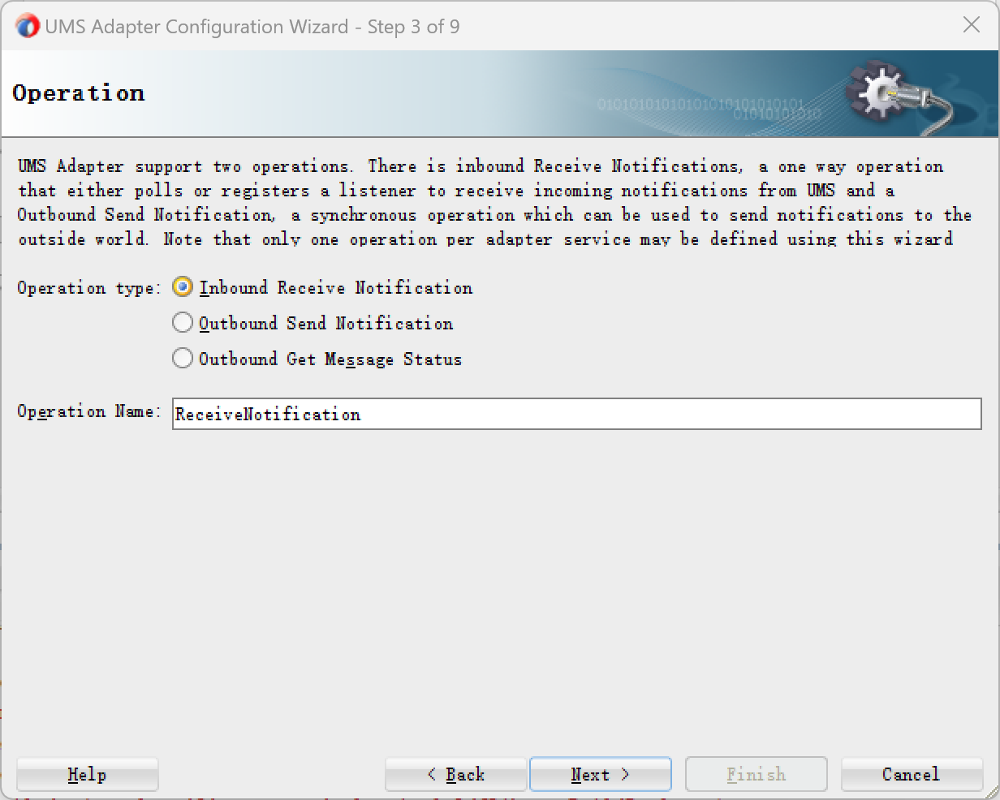 UMS Adapter Configuration Wizard - Step 3 of 9
Operation
010101010101010101010101
01010101010
UMS Adapter support two operations. There is inbound Receive Notifications, a one way operation
that either polls or registers a listener to receive incoming notifications from UMS and a
Outbound Send Notification, a synchronous operation which can be used to send notifications to the
outside world. Note that only one operation per adapter service may be defined using this wizard
Operation type: Inbound Receive Notification
Outbound Send Notification
Outbound Get Message Status
Operation Name: ReceiveNotification
Help < Back Next > Finish Cancel